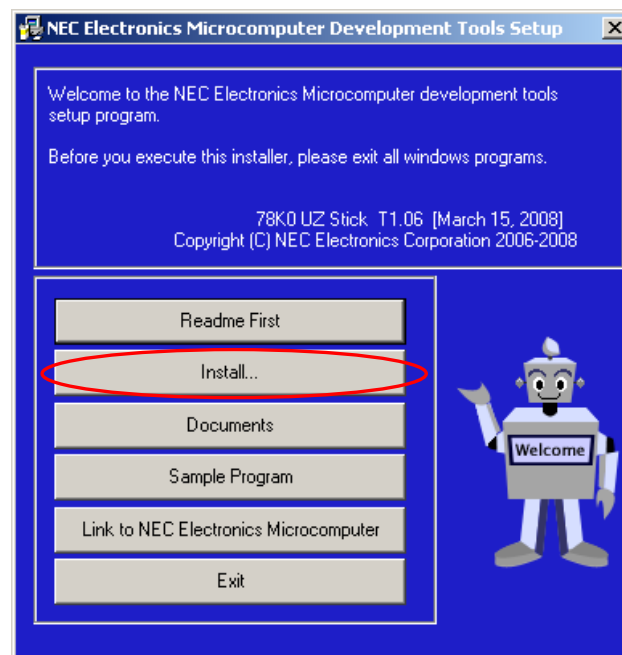 NEC Electronics Microcomputer Development Tools Setup
Welcome to the NEC Electronics Microcomputer development tools
setup program.
Before you execute this installer, please exit all windows programs.
78K0 UZ Stick T1.06 [March 15, 2008]
Copyright (C) NEC Electronics Corporation 2006-2008
Readme First
Install...
Documents
Sample Program
Link to NEC Electronics Microcomputer
Exit
Welcome